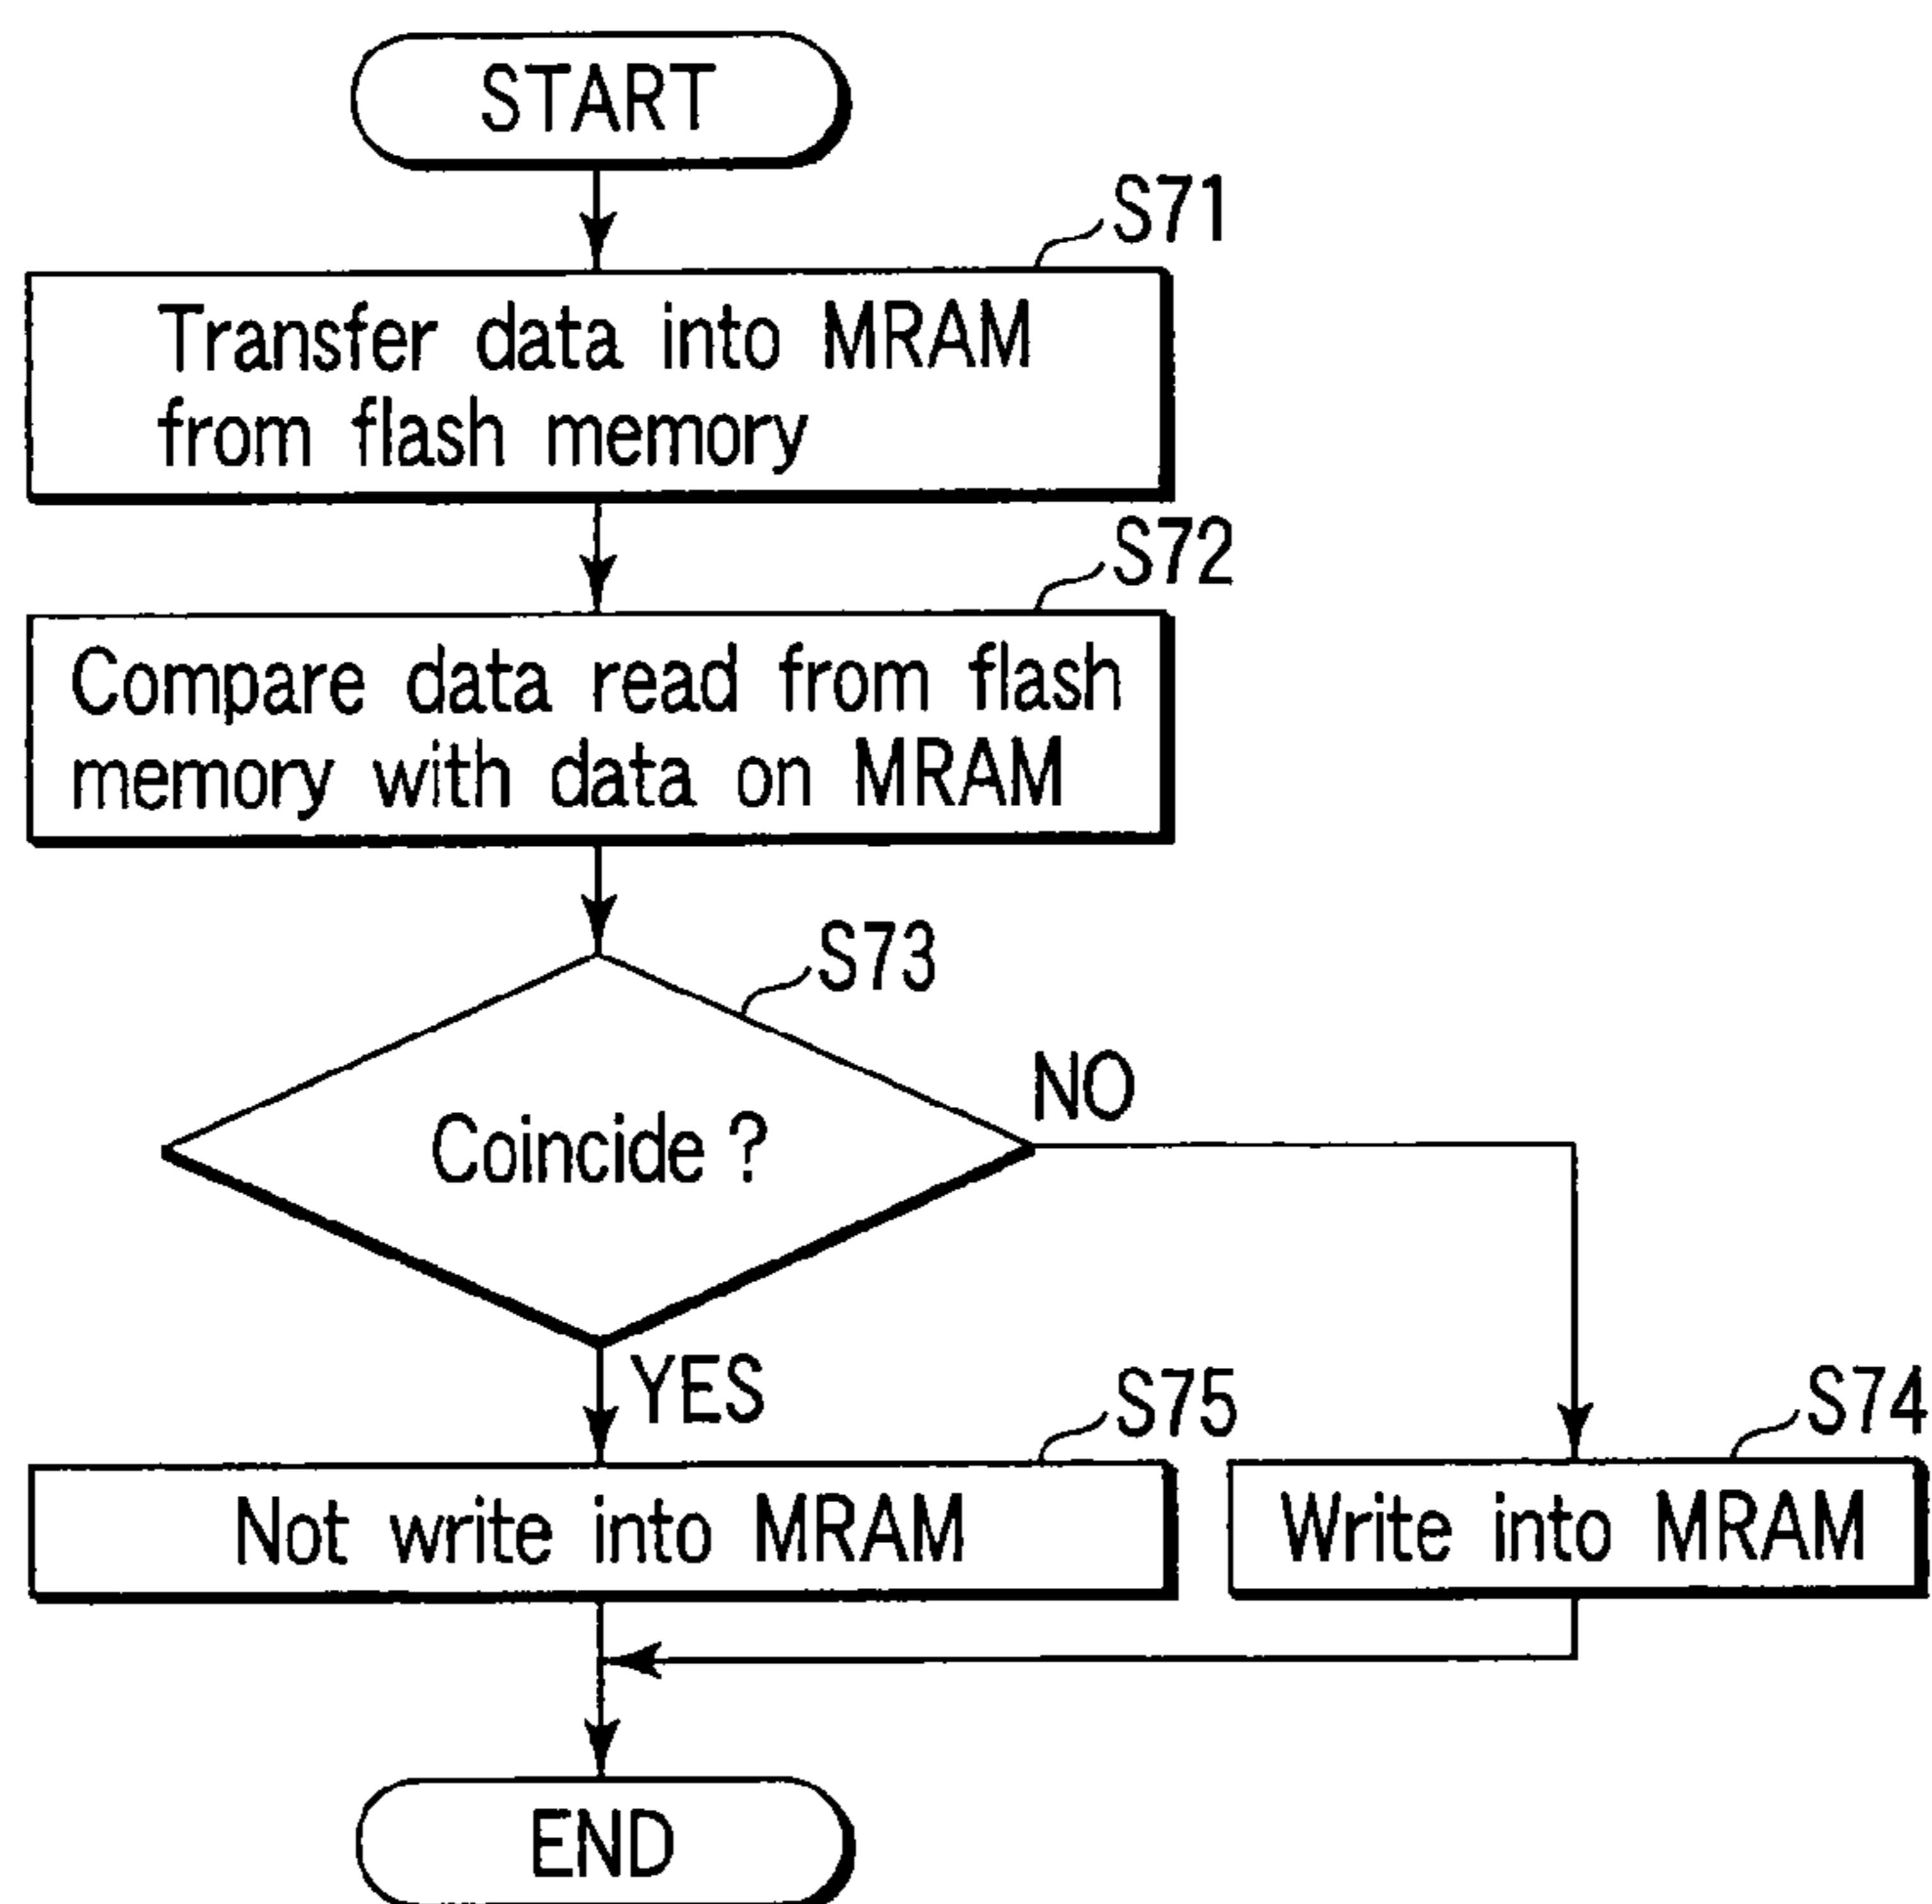 START
S71
Transfer data into MRAM
from flash memory
S72
Compare data read from flash
memory with data on MRAM
S73
Coincide ?
NO
YES
S75
S74
Not write into MRAM
Write into MRAM
END